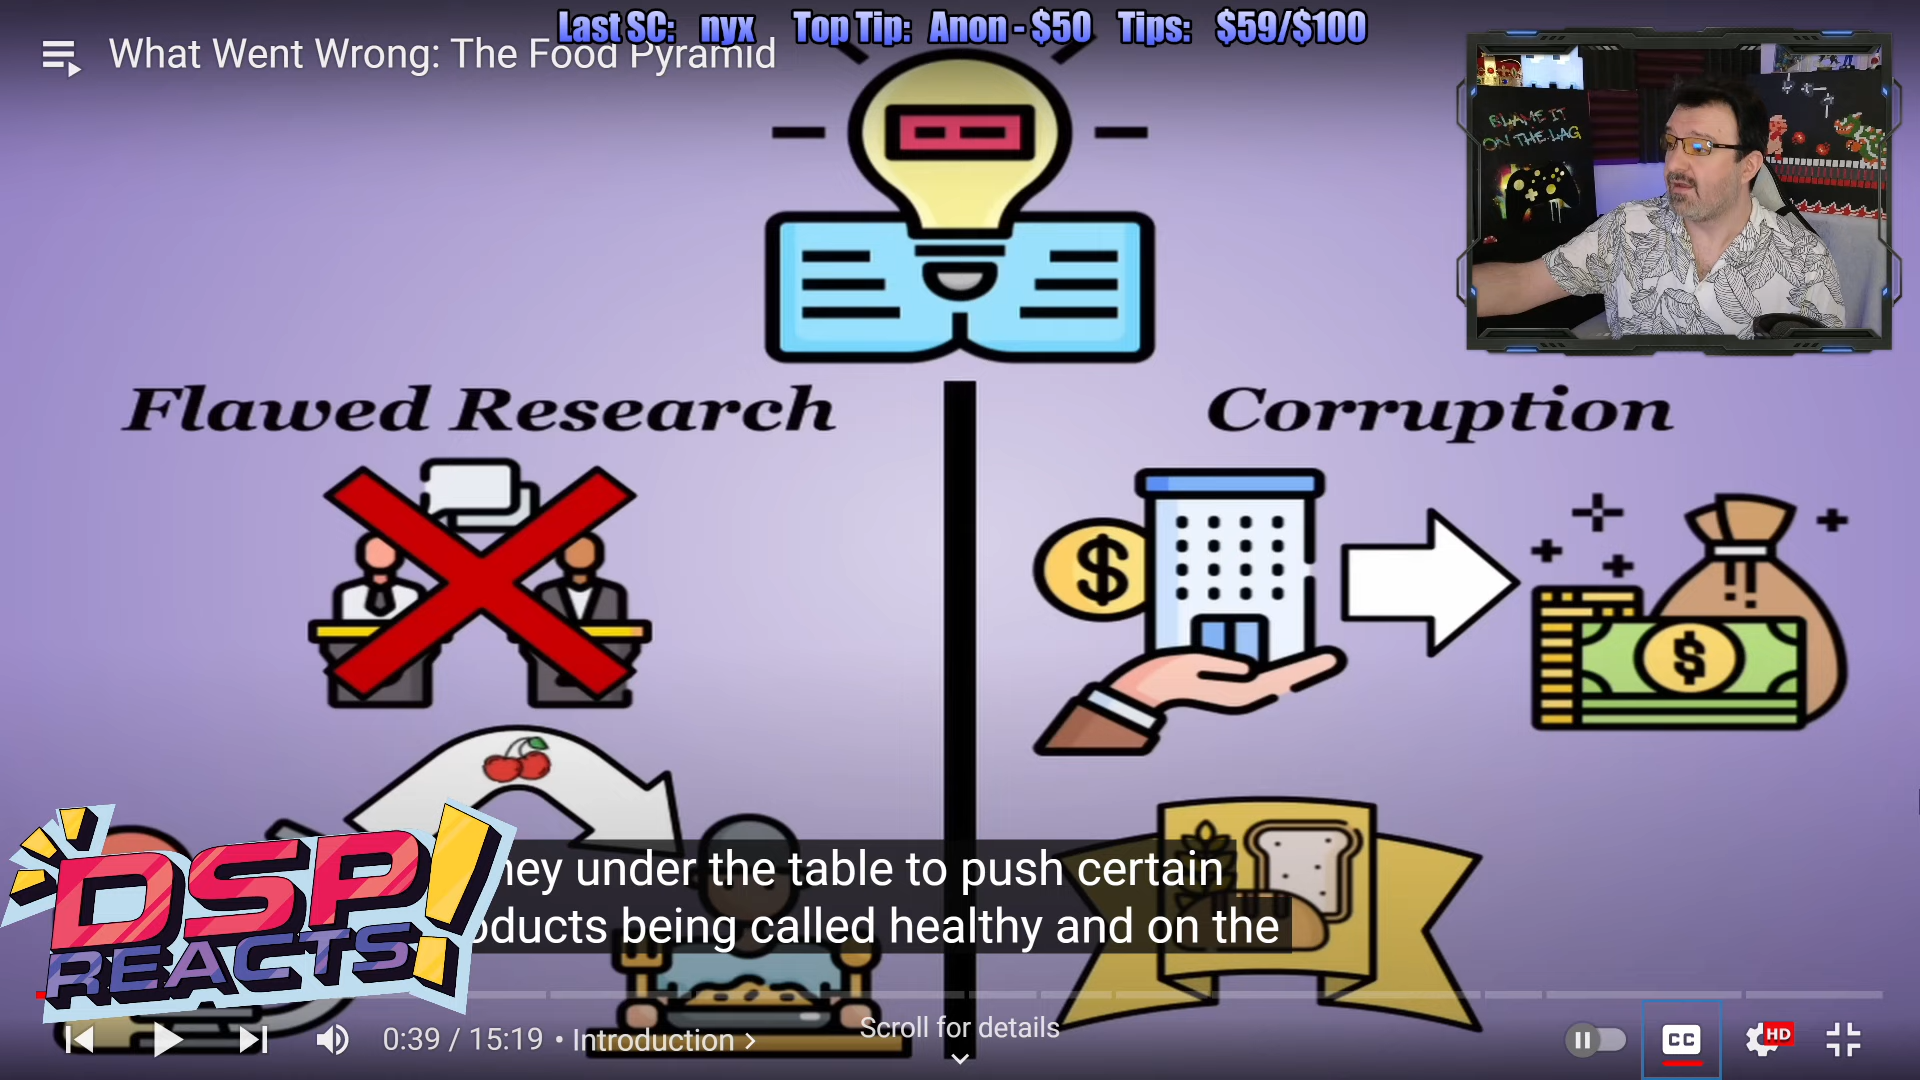 Last SC: nyx Top Tip: Anon - $50 Tips: $59/$100
What Went Wrong: The Food Pyramid
BLAME IT
ON THE LAG
Flawed Research
Corruption
$
$
!!
DSP!
REACTS!
under the table to push certain
being called healthy and on the
0:39 / 15:19 • Introduction >
Scroll for details
CC
HD